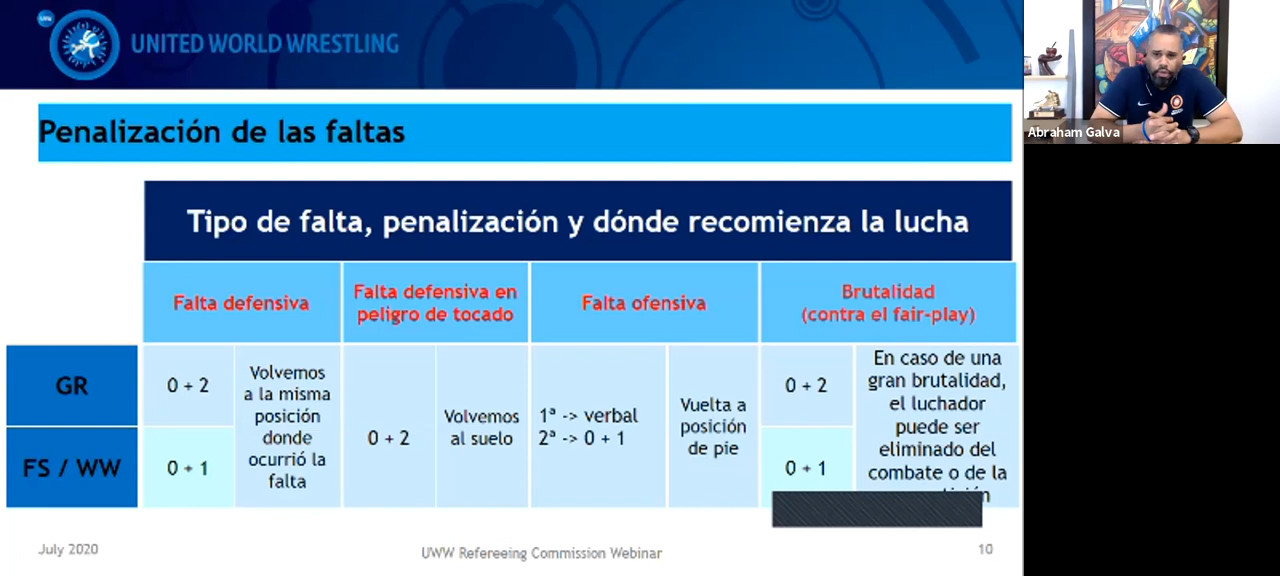 UNITED WORLD WRESTLING
Abraham Galva
Penalización de las faltas
Tipo de falta, penalización y dónde recomienza la lucha
Falta defensiva
Falta defensiva en
peligro de tocado
Falta ofensiva
Brutalidad
(contra el fair-play)
GR
0 + 2
Volvemos
a la misma
posición
donde
ocurrió la
falta
0 + 2
Volvemos
al suelo
1ª -> verbal
2ª -> 0 + 1
Vuelta a
posición
de pie
0 + 2
En caso de una
gran brutalidad,
el luchador
puede ser
eliminado del
combate o de la
FS / WW
0 + 1
0 + 1
July 2020
UWW Refereeing Commission Webinar
10